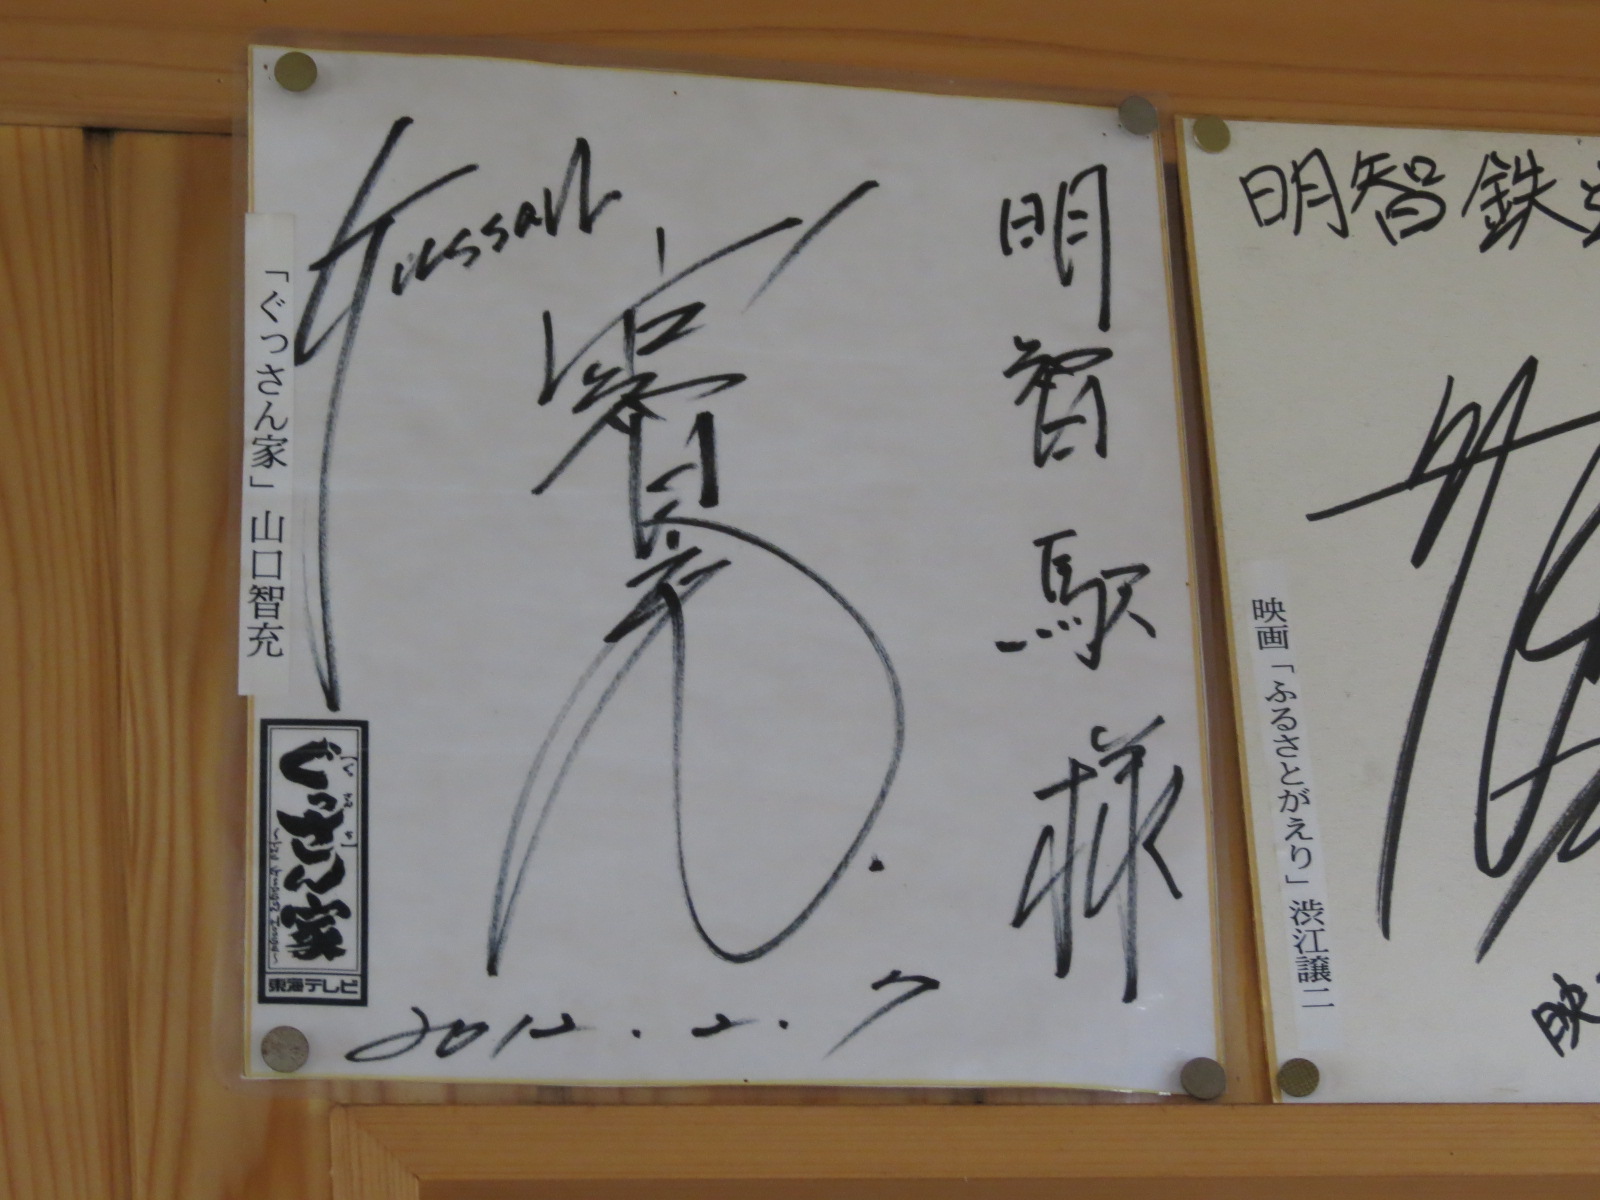 Gussan
明智駅様
「ぐっさん家」山口智充
ぐっさん家
東海テレビ
2012.2.7
明智鉄
映画「ふるさとがえり」渋江譲二
映